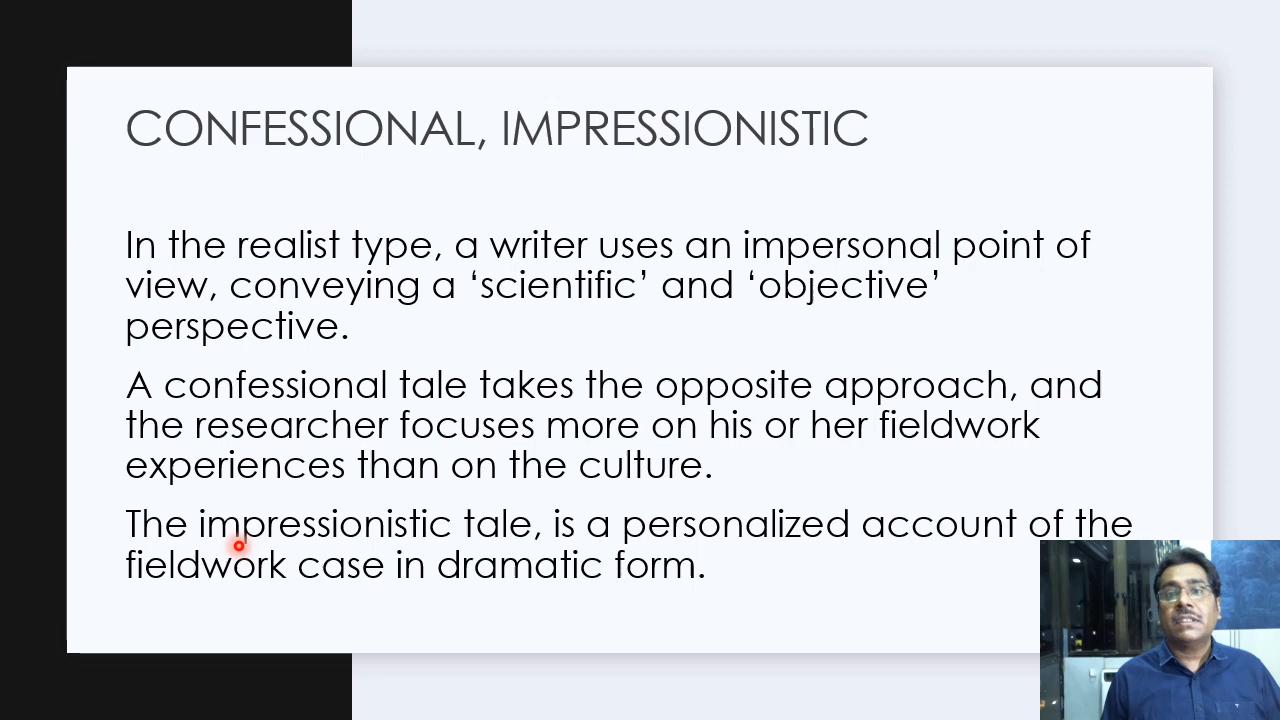 CONFESSIONAL, IMPRESSIONISTIC
In the realist type, a writer uses an impersonal point of
view, conveying a ‘scientific’ and ‘objective’
perspective.
A confessional tale takes the opposite approach, and
the researcher focuses more on his or her fieldwork
experiences than on the culture.
The impressionistic tale, is a personalized account of the
fieldwork case in dramatic form.